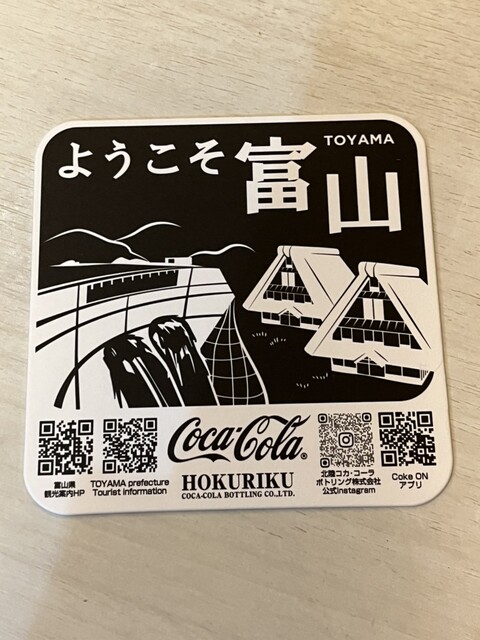 ようこそ
富山
TOYAMA
富山県
観光案内HP
TOYAMA prefecture
Tourist information
Coca-Cola®
HOKURIKU
COCA-COLA BOTTLING CO.,LTD.
北陸コカ・コーラ
ボトリング株式会社
公式Instagram
Coke ON
アプリ